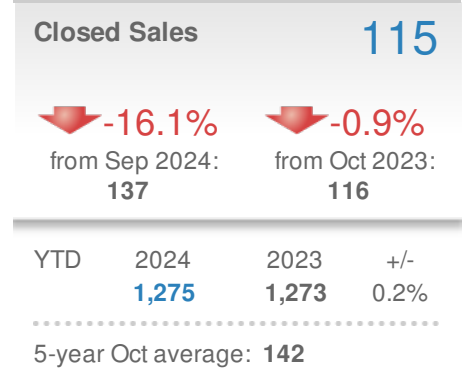 Closed Sales 115
-16.1% -0.9%
from Sep 2024: from Oct 2023:
137 116
YTD 2024 2023 +/-
1,275 1,273 0.2%
5-year Oct average: 142